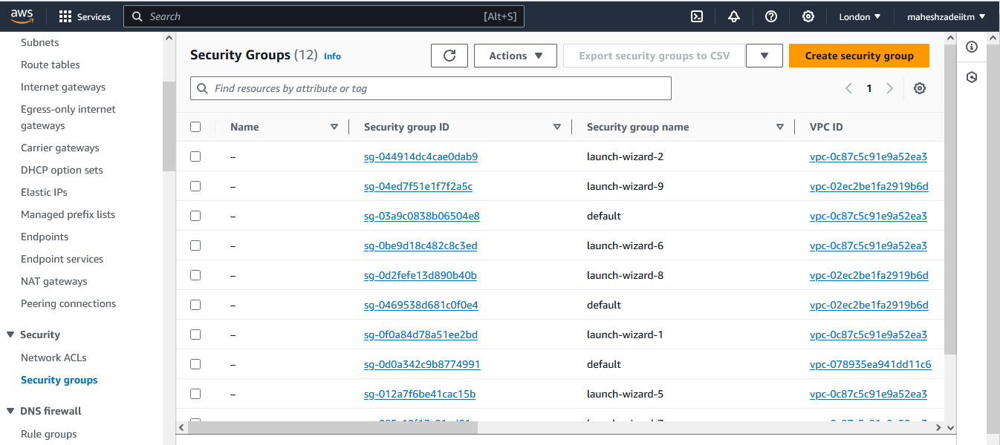 aws Services Search [Alt+S] London maheshzadeiitm
Subnets
Route tables
Internet gateways
Egress-only internet
gateways
Carrier gateways
DHCP option sets
Elastic IPs
Managed prefix lists
Endpoints
Endpoint services
NAT gateways
Peering connections
Security
Network ACLs
Security groups
DNS firewall
Rule groups
Security Groups (12) Info Actions Export security groups to CSV Create security group
Find resources by attribute or tag 1
Name Security group ID Security group name VPC ID
– sg-044914dc4cae0dab9 launch-wizard-2 vpc-0c87c5c91e9a52ea3
– sg-04ed7f51e1f7f2a5c launch-wizard-9 vpc-02ec2be1fa2919b6d
– sg-03a9c0838b06504e8 default vpc-0c87c5c91e9a52ea3
– sg-0be9d18c482c8c3ed launch-wizard-6 vpc-0c87c5c91e9a52ea3
– sg-0d2fefe13d890b40b launch-wizard-8 vpc-02ec2be1fa2919b6d
– sg-0469538d681c0f0e4 default vpc-02ec2be1fa2919b6d
– sg-0f0a84d78a51ee2bd launch-wizard-1 vpc-0c87c5c91e9a52ea3
– sg-0d0a342c9b8774991 default vpc-078935ea941dd11c6
– sg-012a7f6be41cac15b launch-wizard-5 vpc-0c87c5c91e9a52ea3